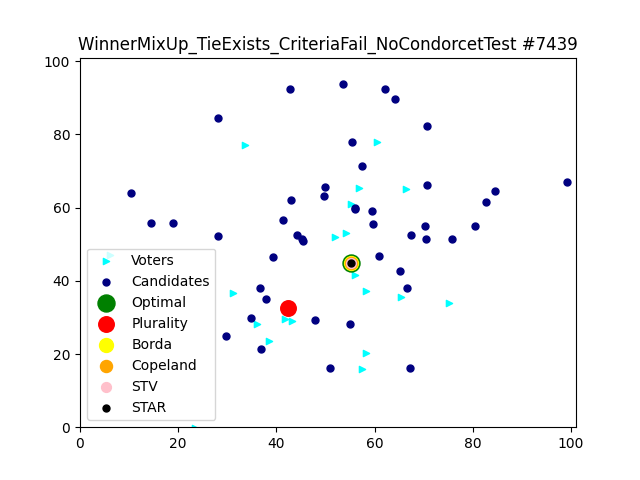 WinnerMixUp_TieExists_CriteriaFail_NoCondorcetTest #7439
100
80
60
40
20
0
Voters
Candidates
Optimal
Plurality
Borda
Copeland
STV
STAR
0 20 40 60 80 100